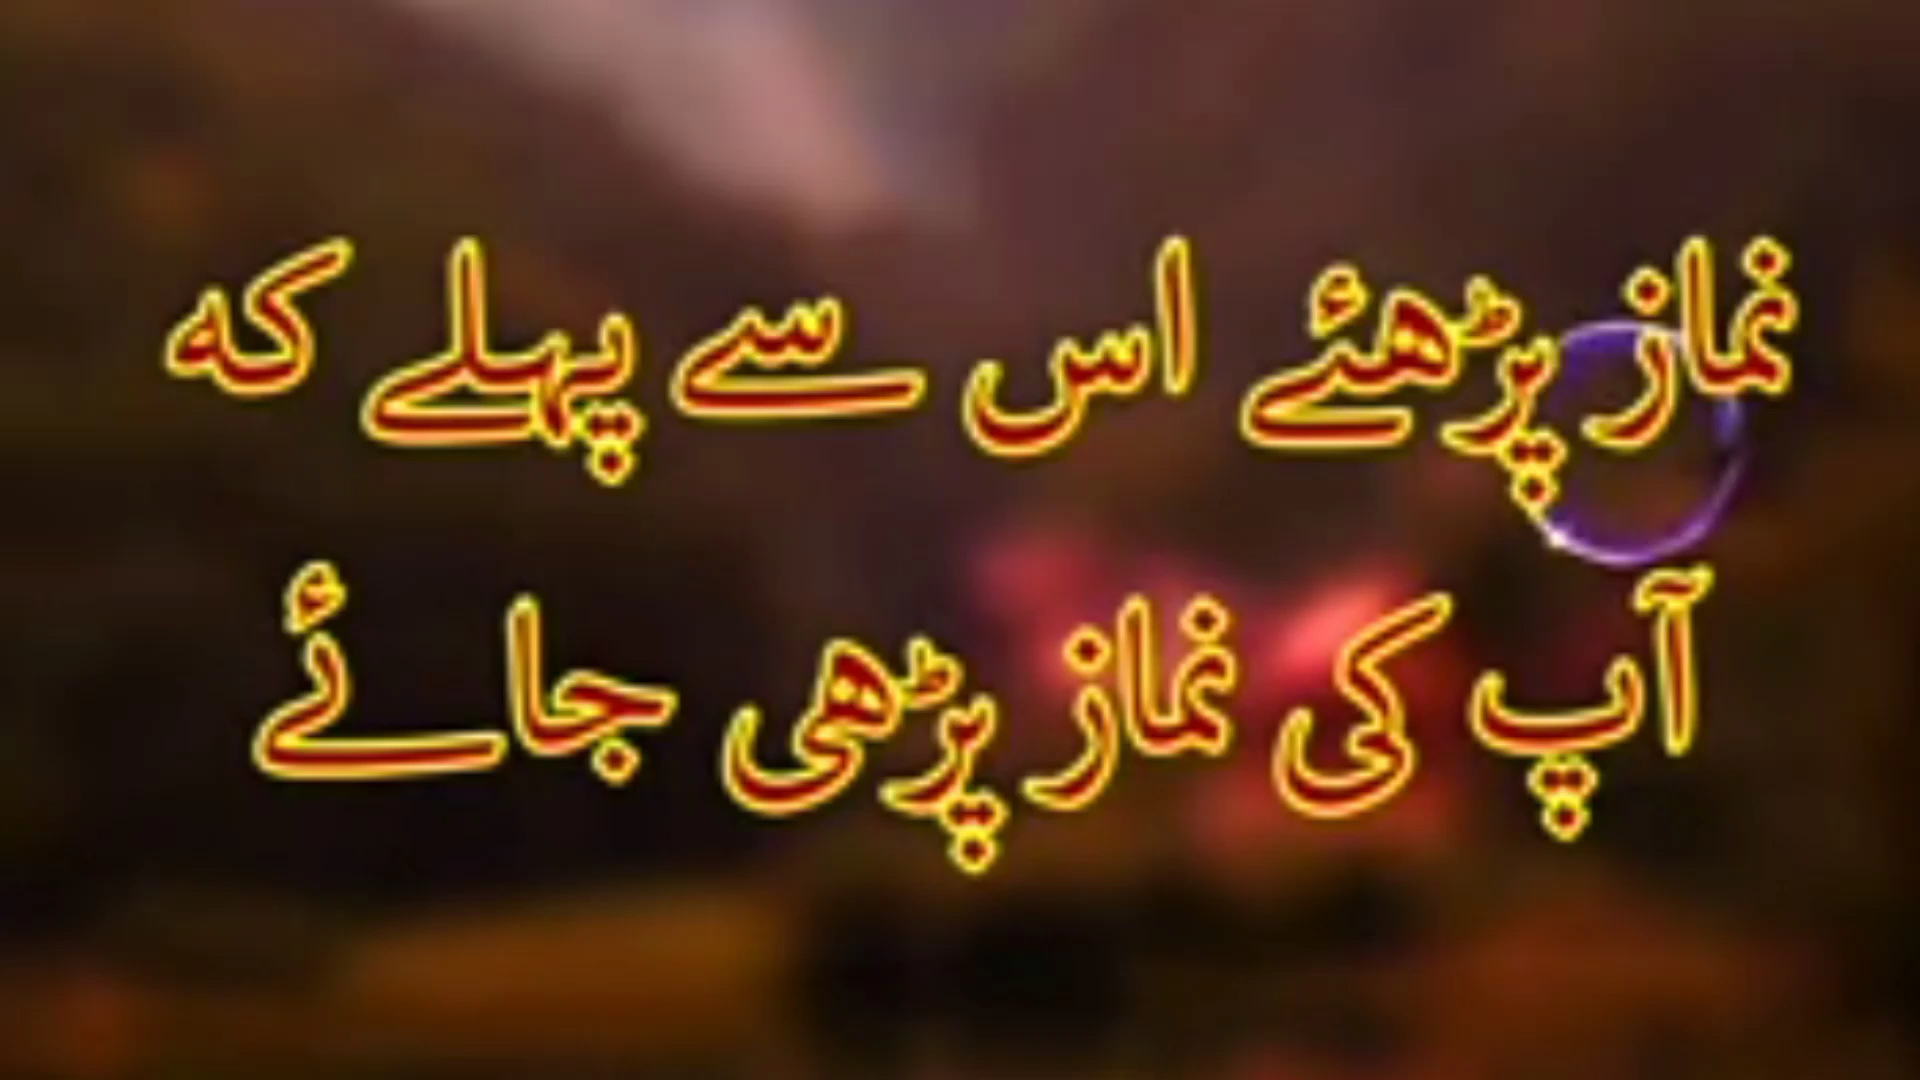 نماز پڑھئے اس سے پہلے کہ
آپ کی نماز پڑھی جائے